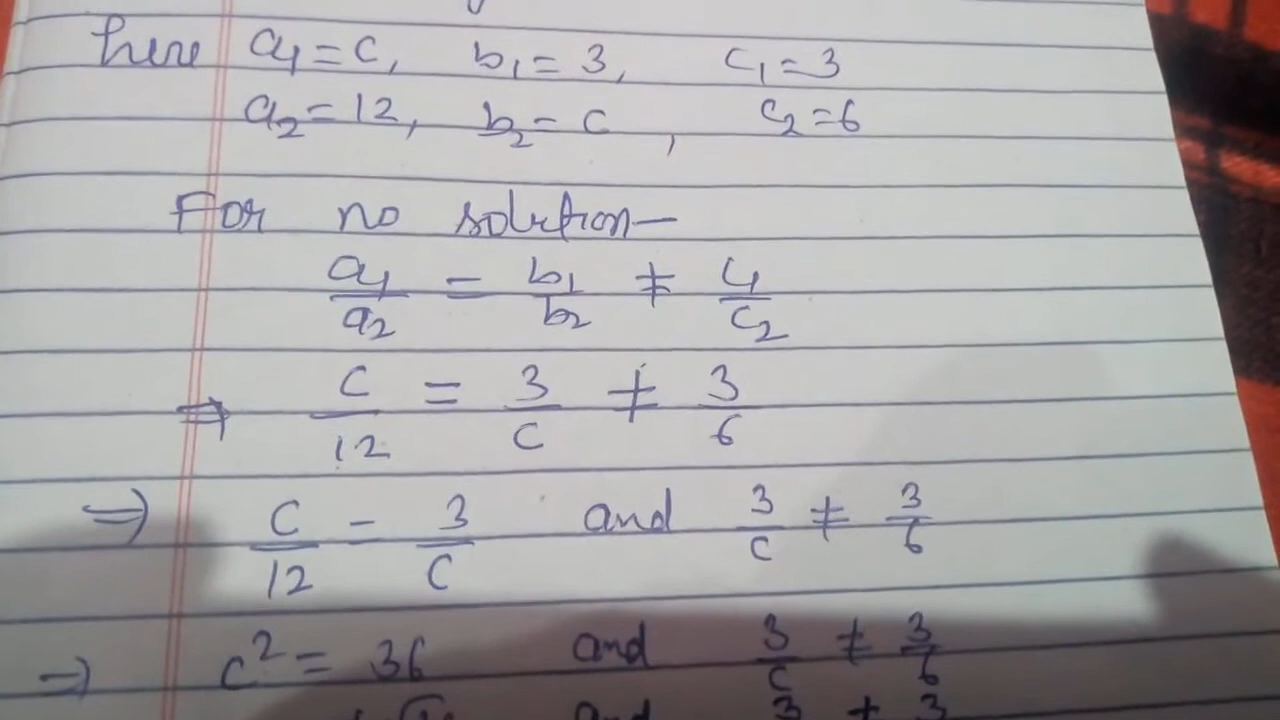 here a₁ = c, b₁ = 3, c₁ = 3
a₂ = 12, b₂ = c, c₂ = 6
For no solution—
a₁/a₂ = b₁/b₂ ≠ c₁/c₂
⇒ c/12 = 3/c ≠ 3/6
⇒ c/12 = 3/c and 3/c ≠ 3/6
⇒ c² = 36 and 3/c ≠ 3/6